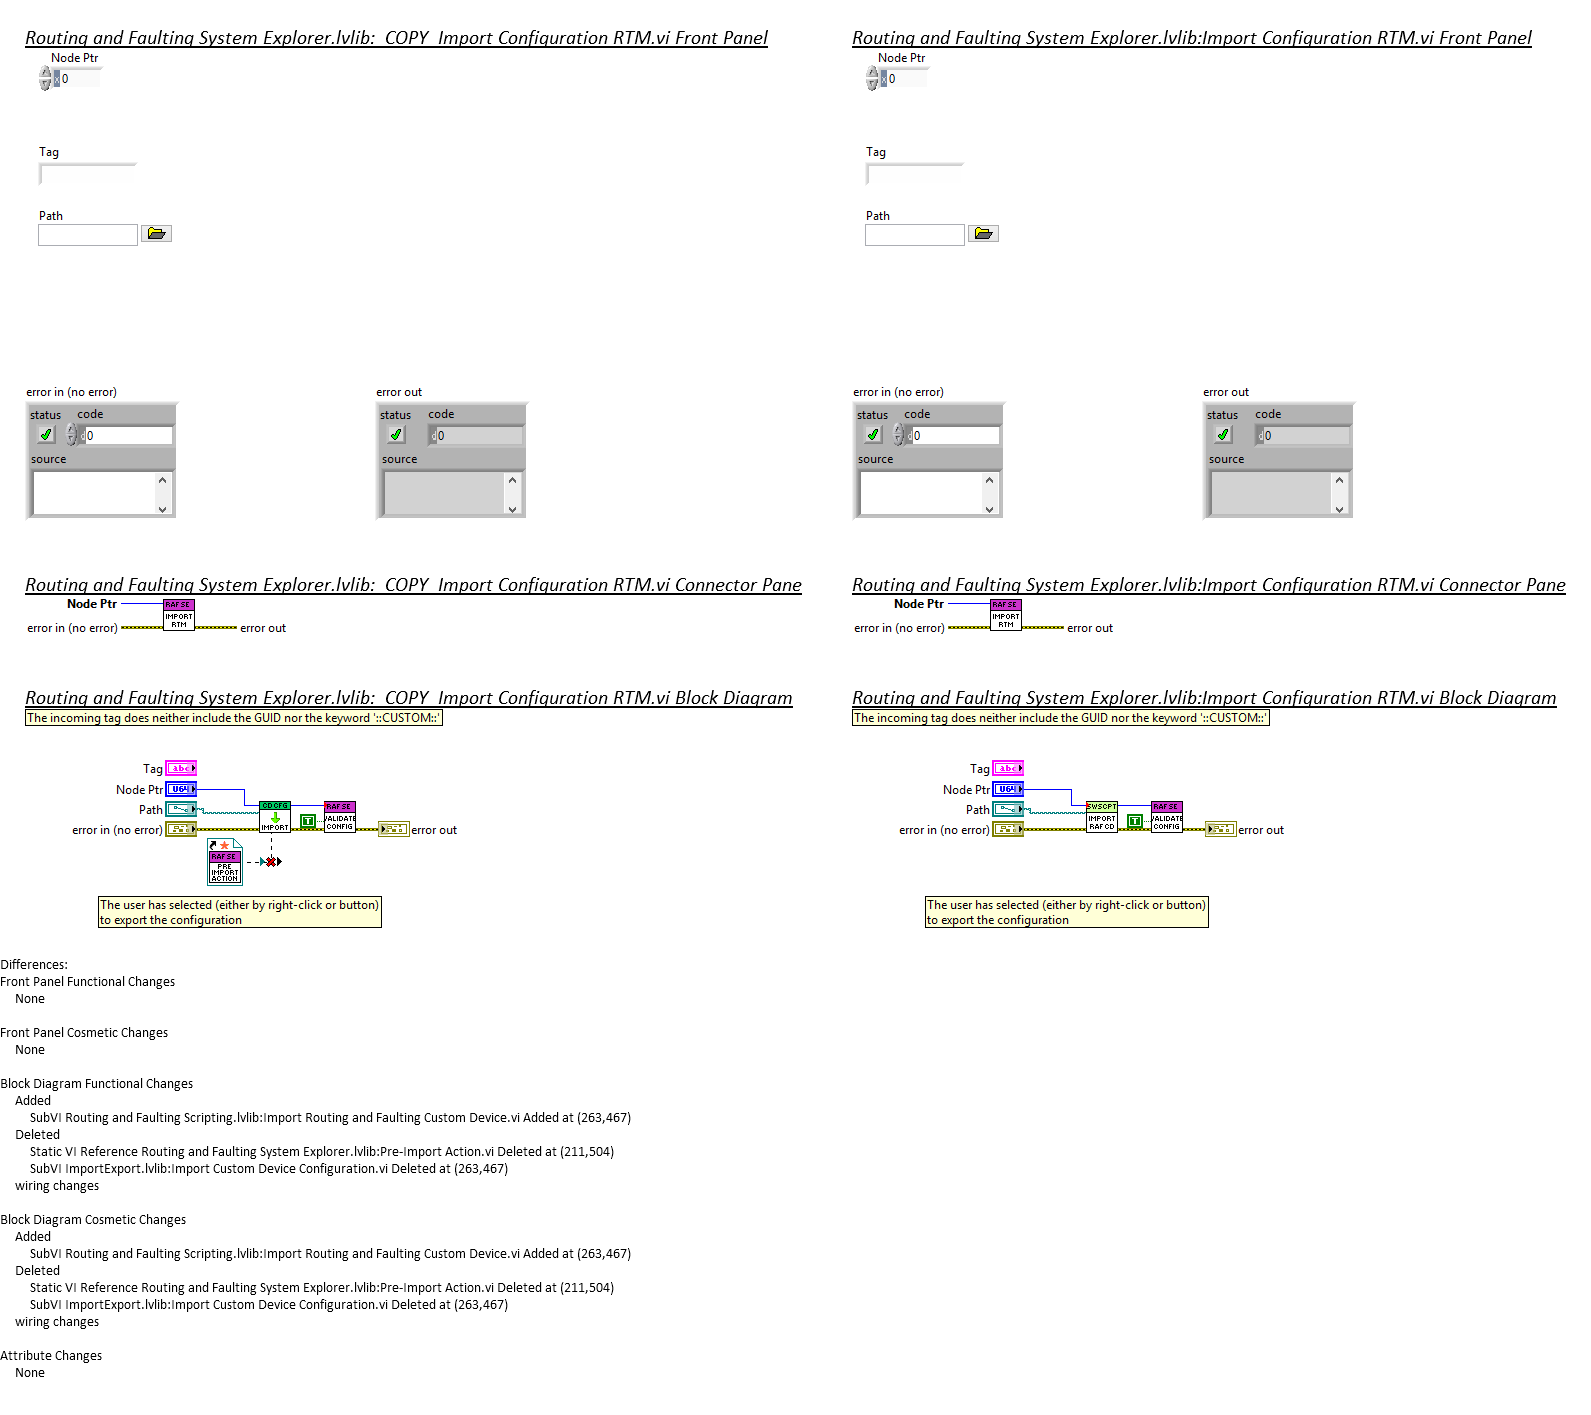 Routing and Faulting System Explorer.lvlib:_COPY_Import Configuration RTM.vi Front Panel
Node Ptr
x 0
Tag
Path
error in (no error)
status code
d 0
source
error out
status code
d 0
source
Routing and Faulting System Explorer.lvlib:Import Configuration RTM.vi Front Panel
Node Ptr
x 0
Tag
Path
error in (no error)
status code
d 0
source
error out
status code
d 0
source
Routing and Faulting System Explorer.lvlib:_COPY_Import Configuration RTM.vi Connector Pane
Node Ptr
error in (no error)
RAF SE
IMPORT
RTM
error out
Routing and Faulting System Explorer.lvlib:Import Configuration RTM.vi Connector Pane
Node Ptr
error in (no error)
RAF SE
IMPORT
RTM
error out
Routing and Faulting System Explorer.lvlib:_COPY_Import Configuration RTM.vi Block Diagram
The incoming tag does neither include the GUID nor the keyword '::CUSTOM::'
Tag abc
Node Ptr U64
Path
error in (no error)
CD CFG
IMPORT
T
RAF SE
VALIDATE
CONFIG
error out
RAF SE
PRE
IMPORT
ACTION
The user has selected (either by right-click or button)
to export the configuration
Routing and Faulting System Explorer.lvlib:Import Configuration RTM.vi Block Diagram
The incoming tag does neither include the GUID nor the keyword '::CUSTOM::'
Tag abc
Node Ptr U64
Path
error in (no error)
SWSCPT
IMPORT
RAF CD
T
RAF SE
VALIDATE
CONFIG
error out
The user has selected (either by right-click or button)
to export the configuration
Differences:
Front Panel Functional Changes
None
Front Panel Cosmetic Changes
None
Block Diagram Functional Changes
Added
SubVI Routing and Faulting Scripting.lvlib:Import Routing and Faulting Custom Device.vi Added at (263,467)
Deleted
Static VI Reference Routing and Faulting System Explorer.lvlib:Pre-Import Action.vi Deleted at (211,504)
SubVI ImportExport.lvlib:Import Custom Device Configuration.vi Deleted at (263,467)
wiring changes
Block Diagram Cosmetic Changes
Added
SubVI Routing and Faulting Scripting.lvlib:Import Routing and Faulting Custom Device.vi Added at (263,467)
Deleted
Static VI Reference Routing and Faulting System Explorer.lvlib:Pre-Import Action.vi Deleted at (211,504)
SubVI ImportExport.lvlib:Import Custom Device Configuration.vi Deleted at (263,467)
wiring changes
Attribute Changes
None